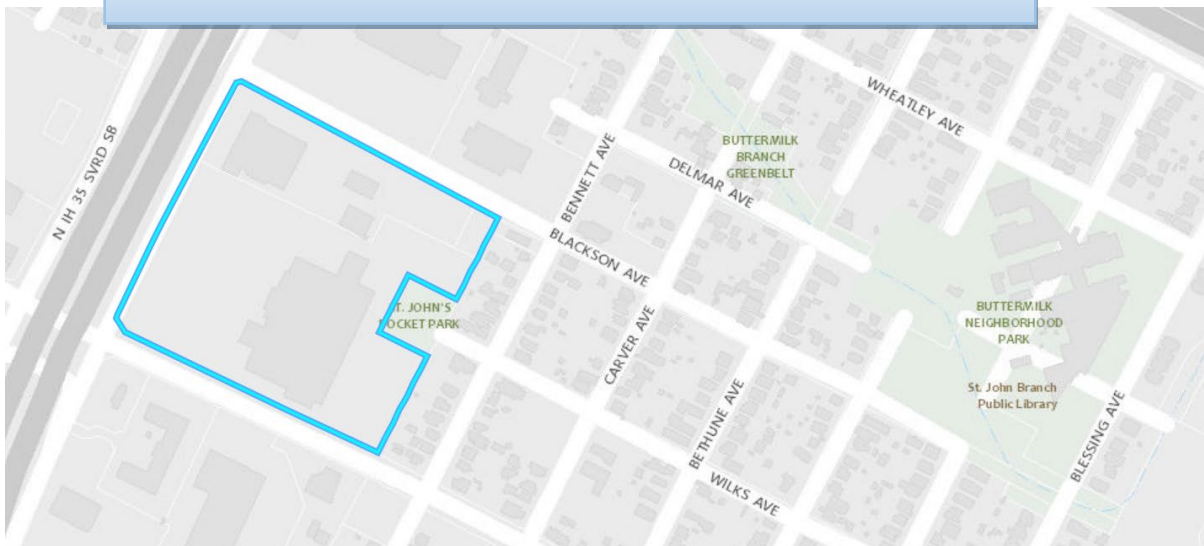 WHEATLEY AVE
BUTTERMILK
BRANCH
GREENBELT
DELMAR AVE
BENNETT AVE
N IH 35 SVRD SB
BLACKSON AVE
ST. JOHN'S
POCKET PARK
CARVER AVE
BUTTERMILK
NEIGHBORHOOD
PARK
St. John Branch
Public Library
BETHUNE AVE
BLESSING AVE
WILKS AVE